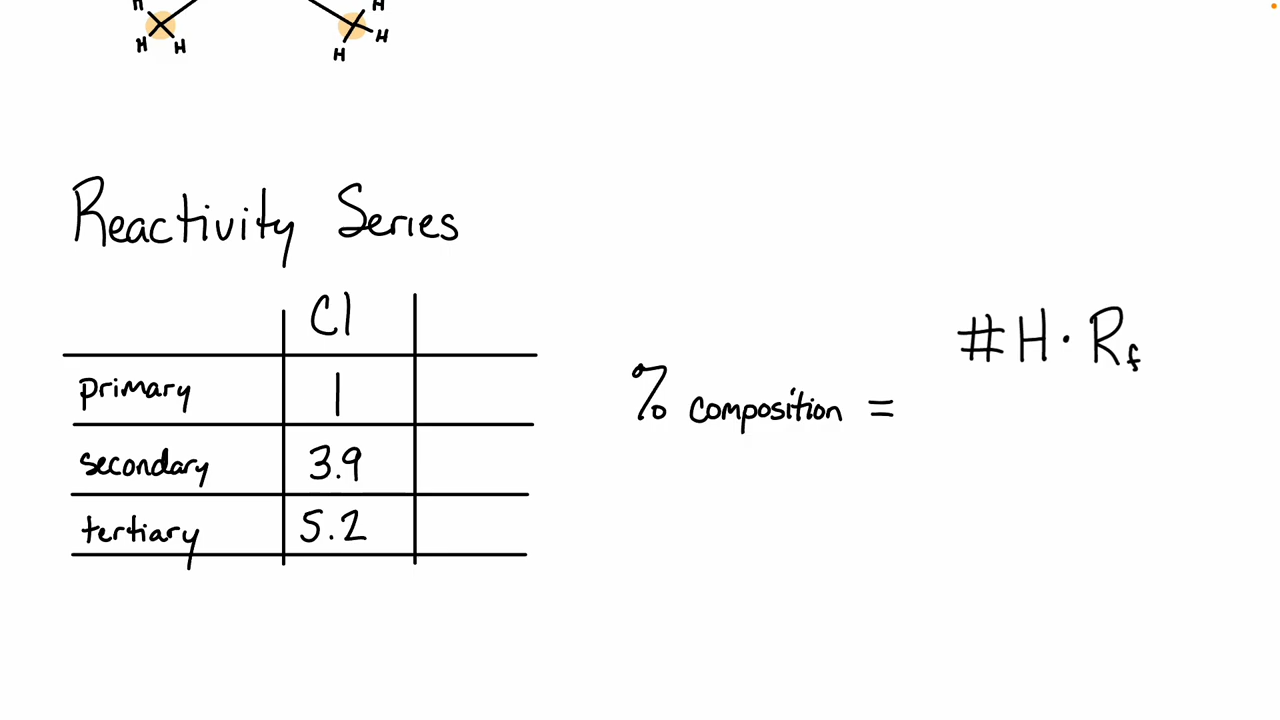 H H
H H H
H
Reactivity Series
Cl
primary 1
secondary 3.9
tertiary 5.2
#H · Rf
% composition =